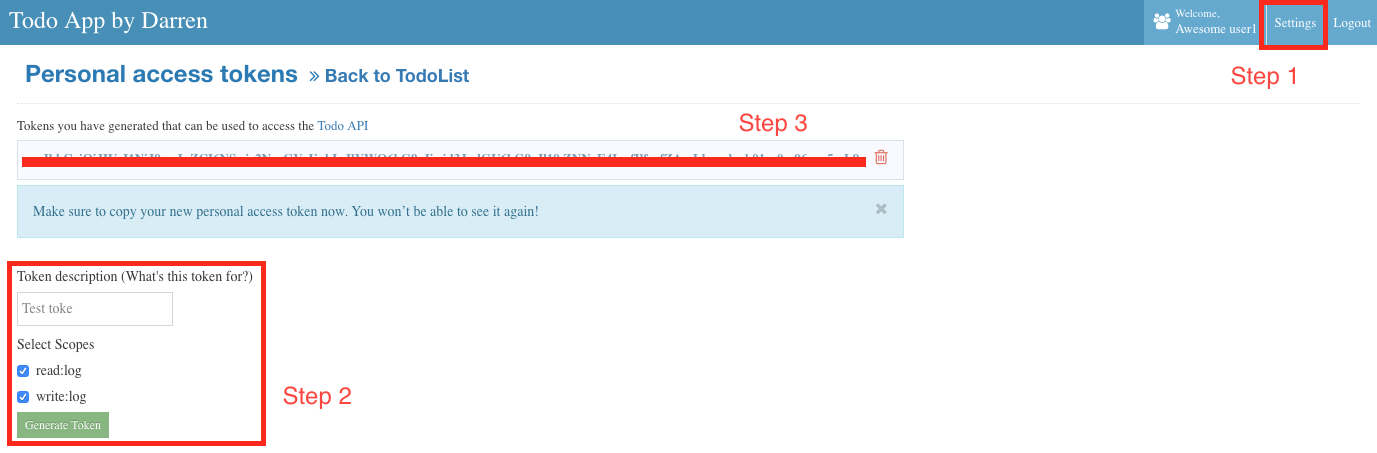 Todo App by Darren
Welcome,
Awesome user1
Settings
Logout
Step 1
Personal access tokens » Back to TodoList
Tokens you have generated that can be used to access the Todo API
Step 3
Make sure to copy your new personal access token now. You won't be able to see it again!
Token description (What's this token for?)
Test toke
Select Scopes
read:log
write:log
Step 2
Generate Token